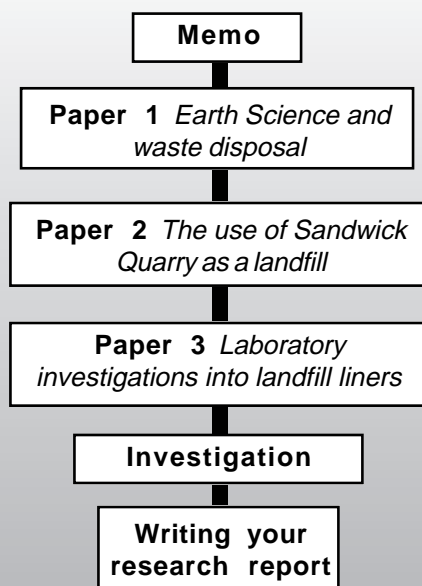 Memo
Paper 1 Earth Science and
waste disposal
Paper 2 The use of Sandwick
Quarry as a landfill
Paper 3 Laboratory
investigations into landfill liners
Investigation
Writing your
research report